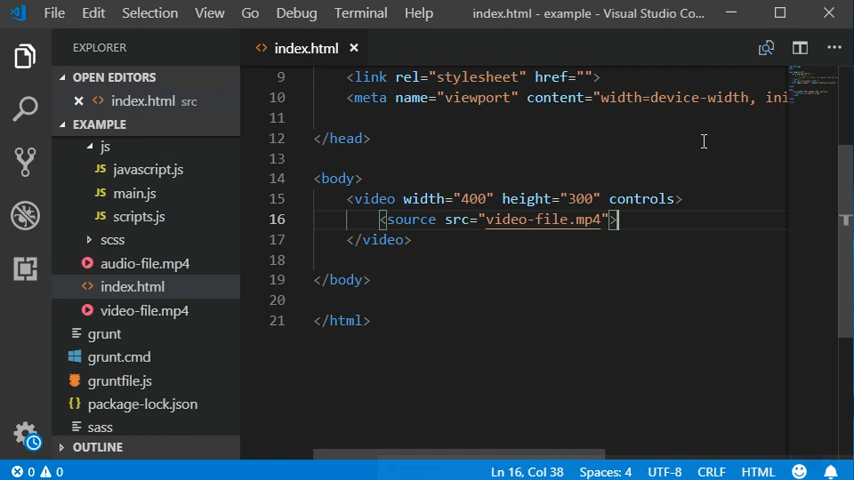 File Edit Selection View Go Debug Terminal Help index.html - example - Visual Studio Co...
EXPLORER
index.html
OPEN EDITORS
index.html src
EXAMPLE
js
JS javascript.js
JS main.js
JS scripts.js
scss
audio-file.mp4
<> index.html
video-file.mp4
grunt
grunt.cmd
gruntfile.js
{} package-lock.json
sass
OUTLINE
9 <link rel="stylesheet" href="">
10 <meta name="viewport" content="width=device-width, ini
11
12 </head>
13
14 <body>
15 <video width="400" height="300" controls>
16 <source src="video-file.mp4">
17 </video>
18
19 </body>
20
21 </html>
0 0 Ln 16, Col 38 Spaces: 4 UTF-8 CRLF HTML